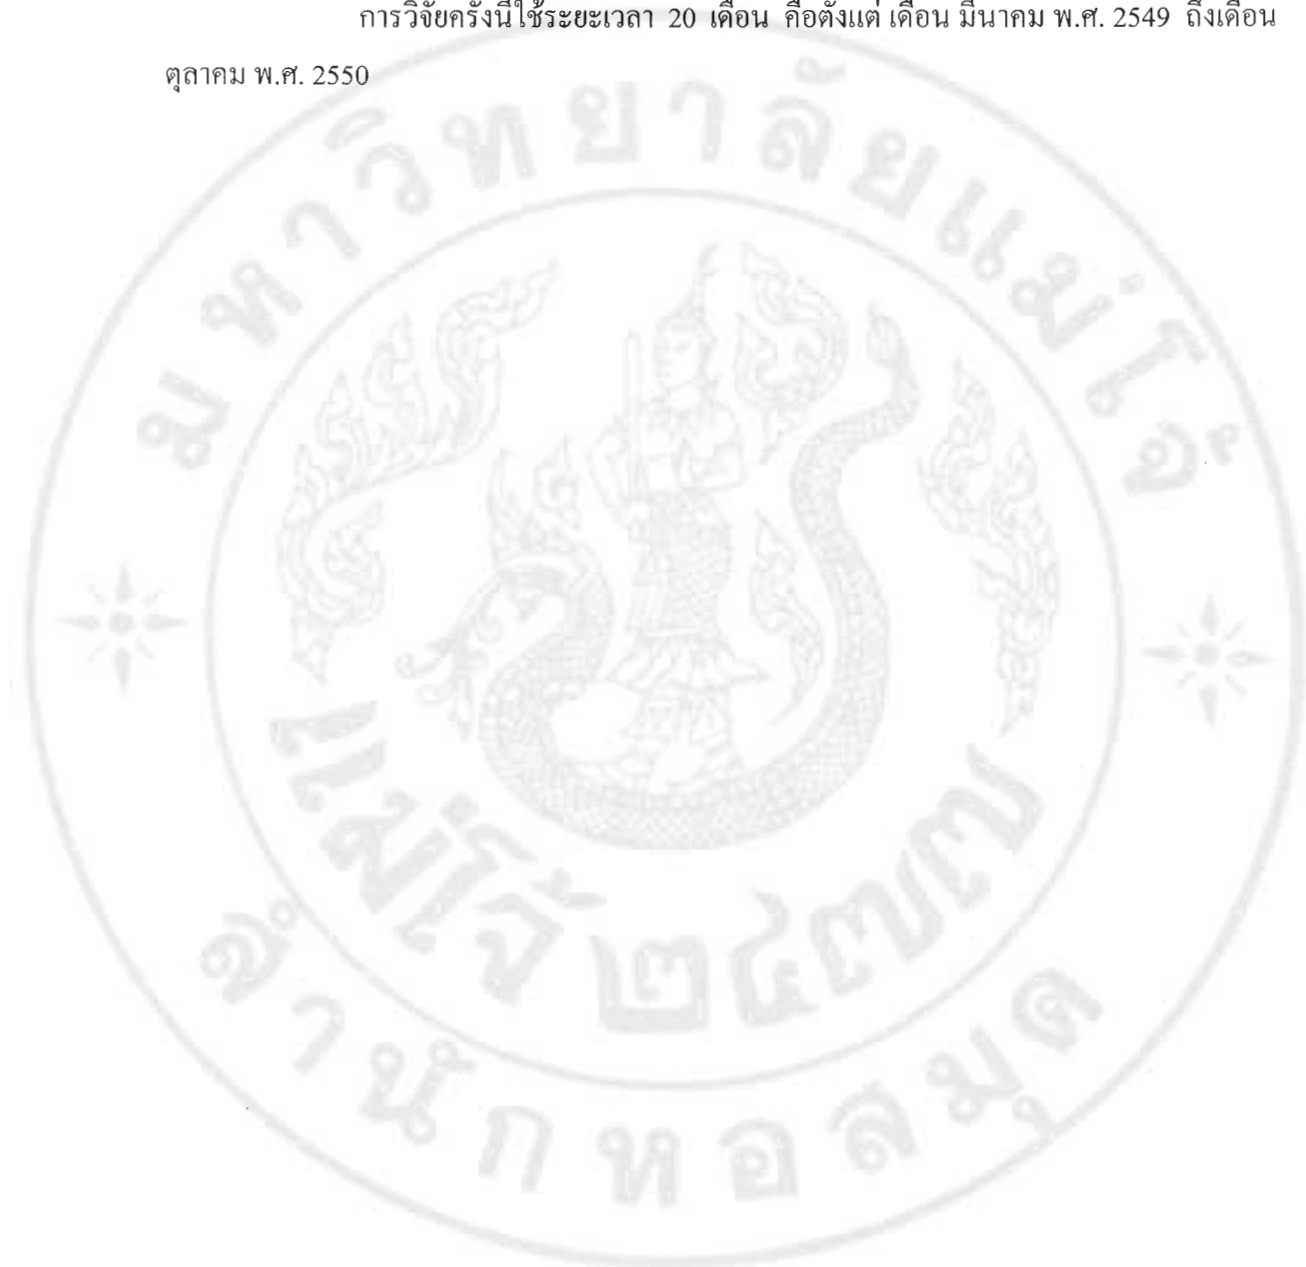 การวิจัยครั้งนี้ใช้ระยะเวลา 20 เดือน คือตั้งแต่ เดือน มีนาคม พ.ศ. 2549 ถึงเดือน
ตุลาคม พ.ศ. 2550
มหาวิทยาลัยแม่โจ้
แม่โจ้ ๒๔๗๗
สำนักหอสมุด